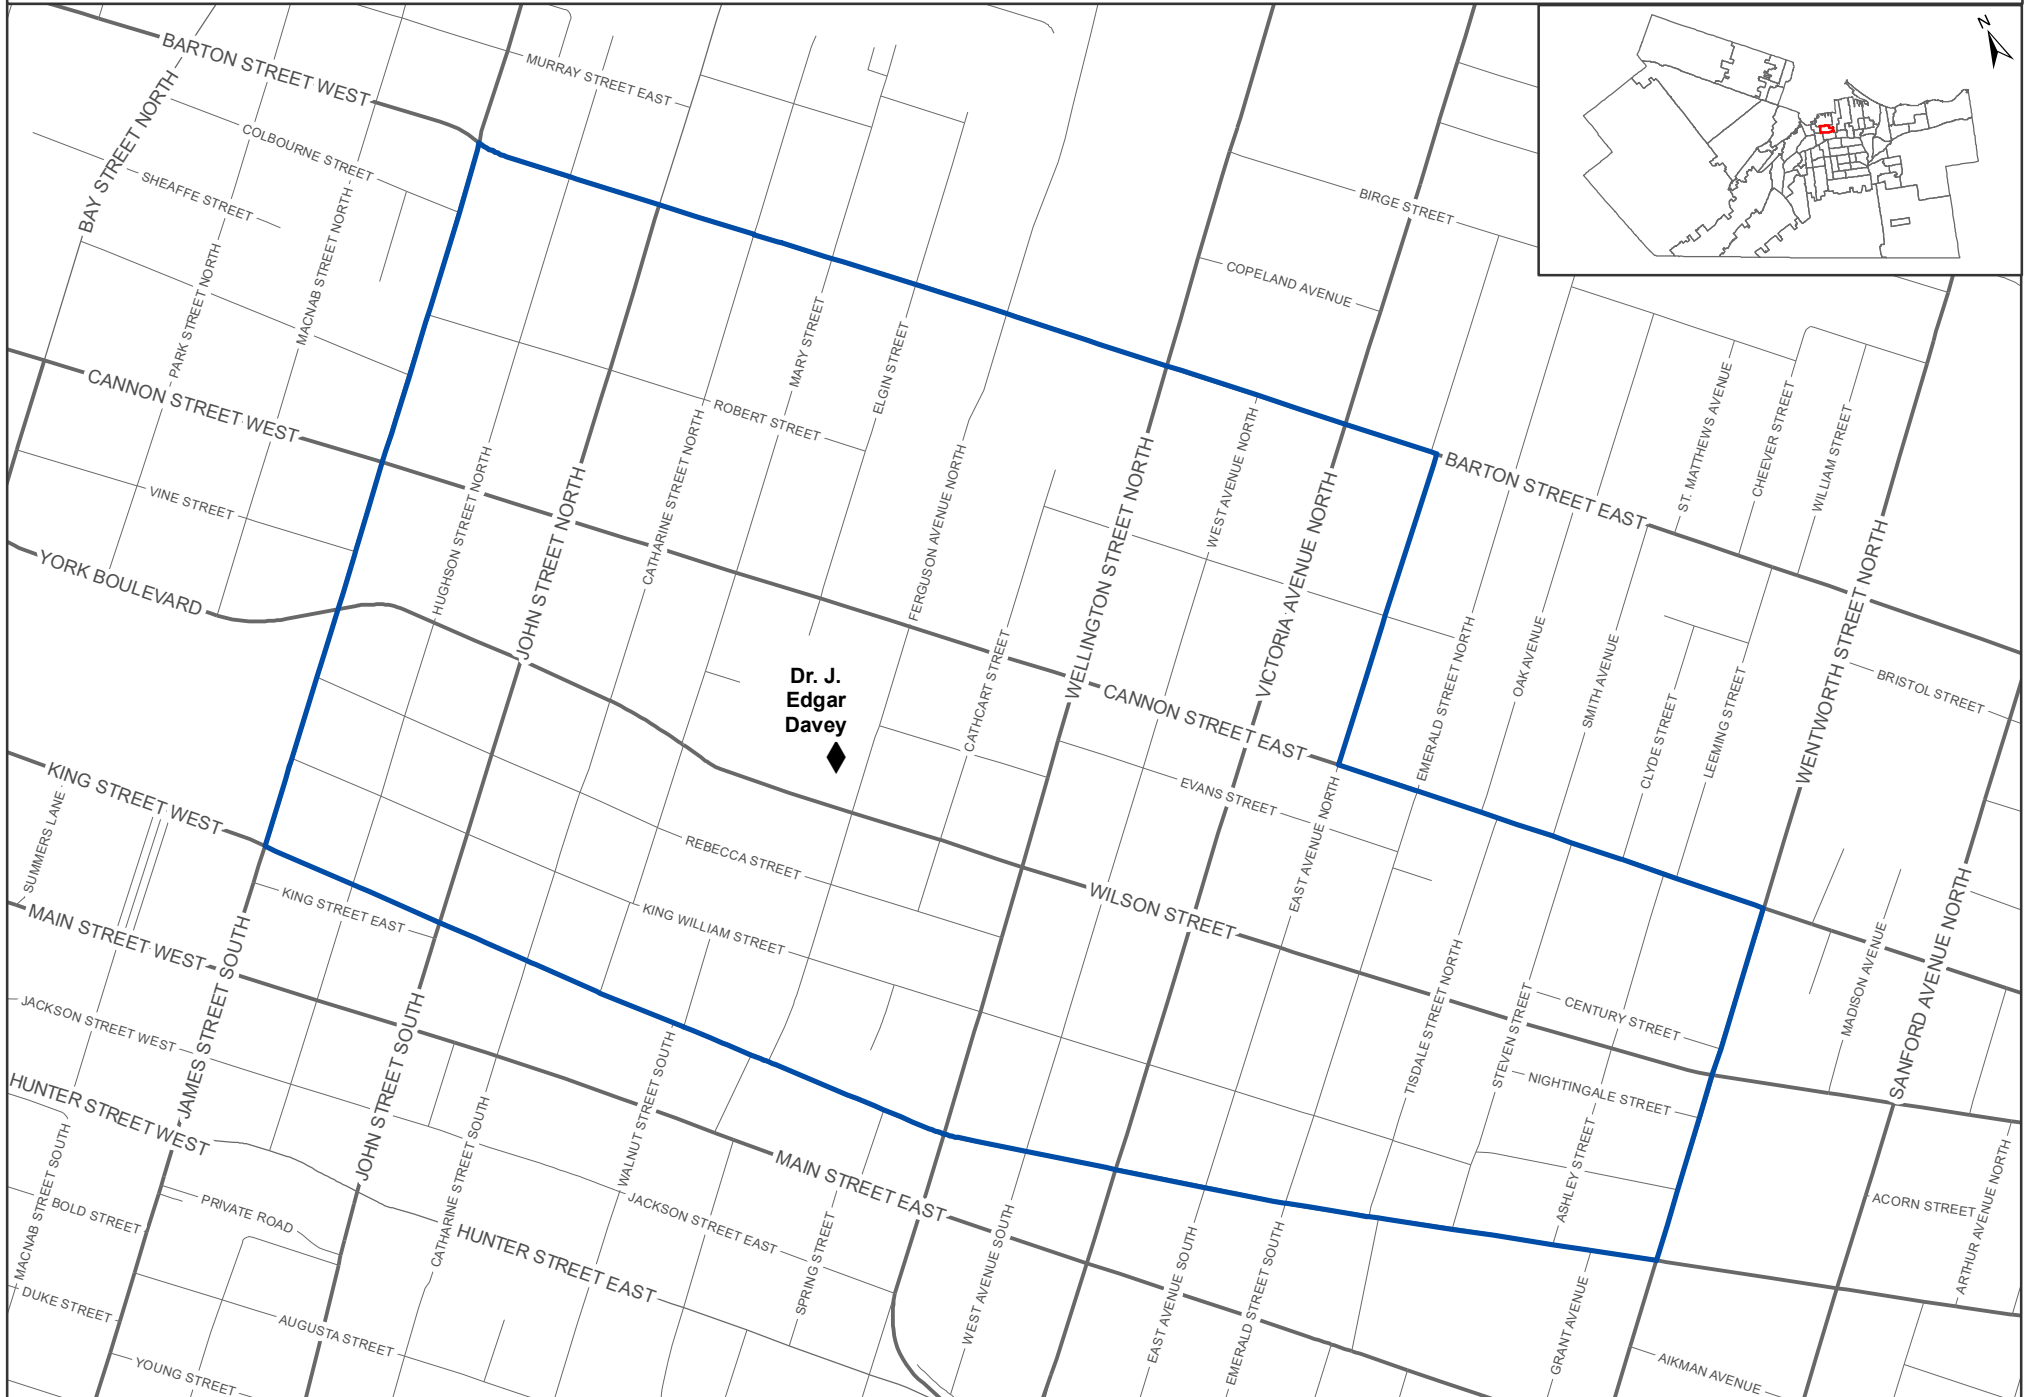 BARTON STREET WEST
MURRAY STREET EAST
N
BAY STREET NORTH
COLBOURNE STREET
SHEAFFE STREET
MACNAB STREET NORTH
PARK STREET NORTH
BIRGE STREET
COPELAND AVENUE
MARY STREET
ELGIN STREET
CANNON STREET WEST
ROBERT STREET
ST. MATTHEWS AVENUE
CHEEVER STREET
WILLIAM STREET
VINE STREET
HUGHSON STREET NORTH
JOHN STREET NORTH
CATHARINE STREET NORTH
FERGUSON AVENUE NORTH
WEST AVENUE NORTH
WELLINGTON STREET NORTH
VICTORIA AVENUE NORTH
BARTON STREET EAST
YORK BOULEVARD
CATHCART STREET
EMERALD STREET NORTH
OAK AVENUE
SMITH AVENUE
CLYDE STREET
LEEMING STREET
WENTWORTH STREET NORTH
BRISTOL STREET
Dr. J.
Edgar
Davey
CANNON STREET EAST
EVANS STREET
EAST AVENUE NORTH
KING STREET WEST
SUMMERS LANE
REBECCA STREET
KING WILLIAM STREET
WILSON STREET
KING STREET EAST
MAIN STREET WEST
JAMES STREET SOUTH
JOHN STREET SOUTH
JACKSON STREET WEST
TISDALE STREET NORTH
STEVEN STREET
CENTURY STREET
NIGHTINGALE STREET
MADISON AVENUE
SANFORD AVENUE NORTH
HUNTER STREET WEST
WALNUT STREET SOUTH
CATHARINE STREET SOUTH
MAIN STREET EAST
JACKSON STREET EAST
ASHLEY STREET
ACORN STREET
ARTHUR AVENUE NORTH
MACNAB STREET SOUTH
BOLD STREET
PRIVATE ROAD
HUNTER STREET EAST
SPRING STREET
WEST AVENUE SOUTH
EAST AVENUE SOUTH
EMERALD STREET SOUTH
GRANT AVENUE
DUKE STREET
AUGUSTA STREET
YOUNG STREET
AIKMAN AVENUE